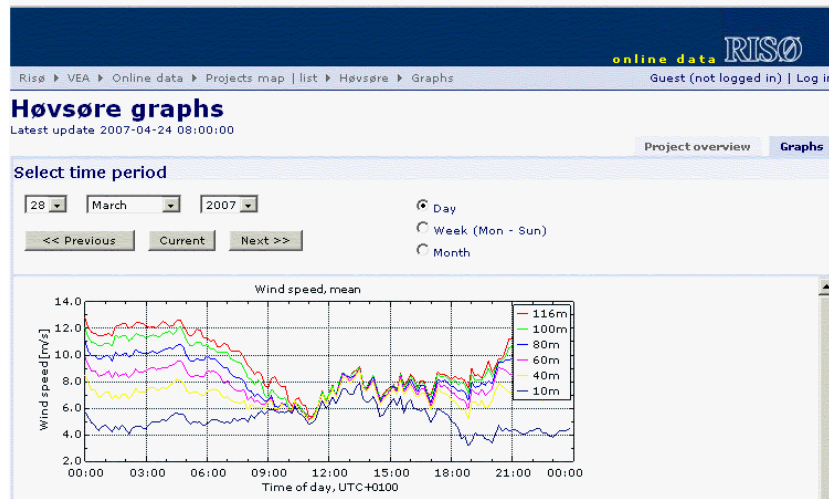 online data RISØ
Risø ▶ VEA ▶ Online data ▶ Projects map | list ▶ Høvsøre ▶ Graphs
Guest (not logged in) | Log in
Høvsøre graphs
Latest update 2007-04-24 08:00:00
Project overview Graphs
Select time period
28 March 2007
Day
Week (Mon - Sun)
Month
<< Previous Current Next >>
Wind speed, mean
Wind speed [m/s]
14.0
12.0
10.0
8.0
6.0
4.0
2.0
116m
100m
80m
60m
40m
10m
00:00 03:00 06:00 09:00 12:00 15:00 18:00 21:00 00:00
Time of day, UTC+0100